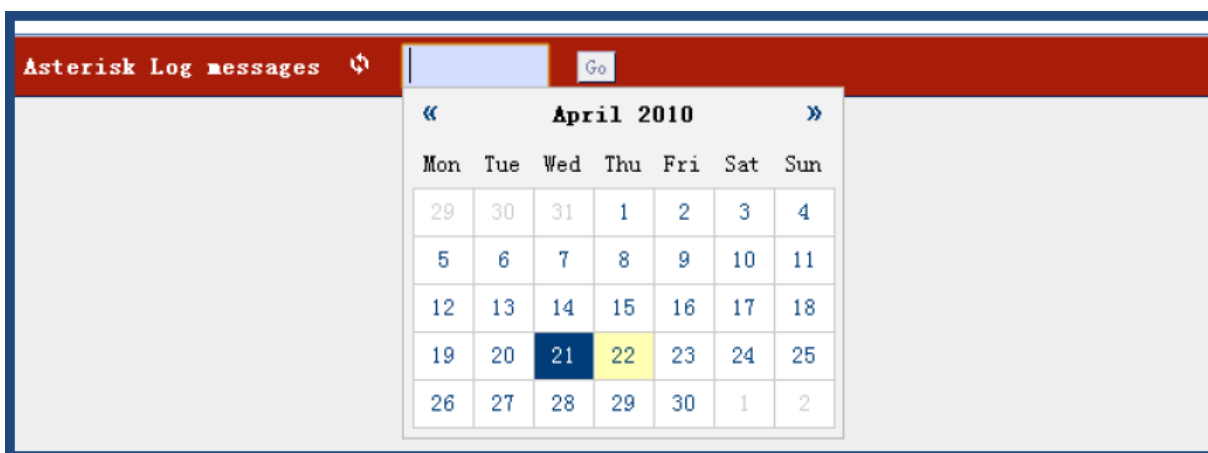 Asterisk Log messages Go
« April 2010 »
Mon Tue Wed Thu Fri Sat Sun
29 30 31 1 2 3 4
5 6 7 8 9 10 11
12 13 14 15 16 17 18
19 20 21 22 23 24 25
26 27 28 29 30 1 2